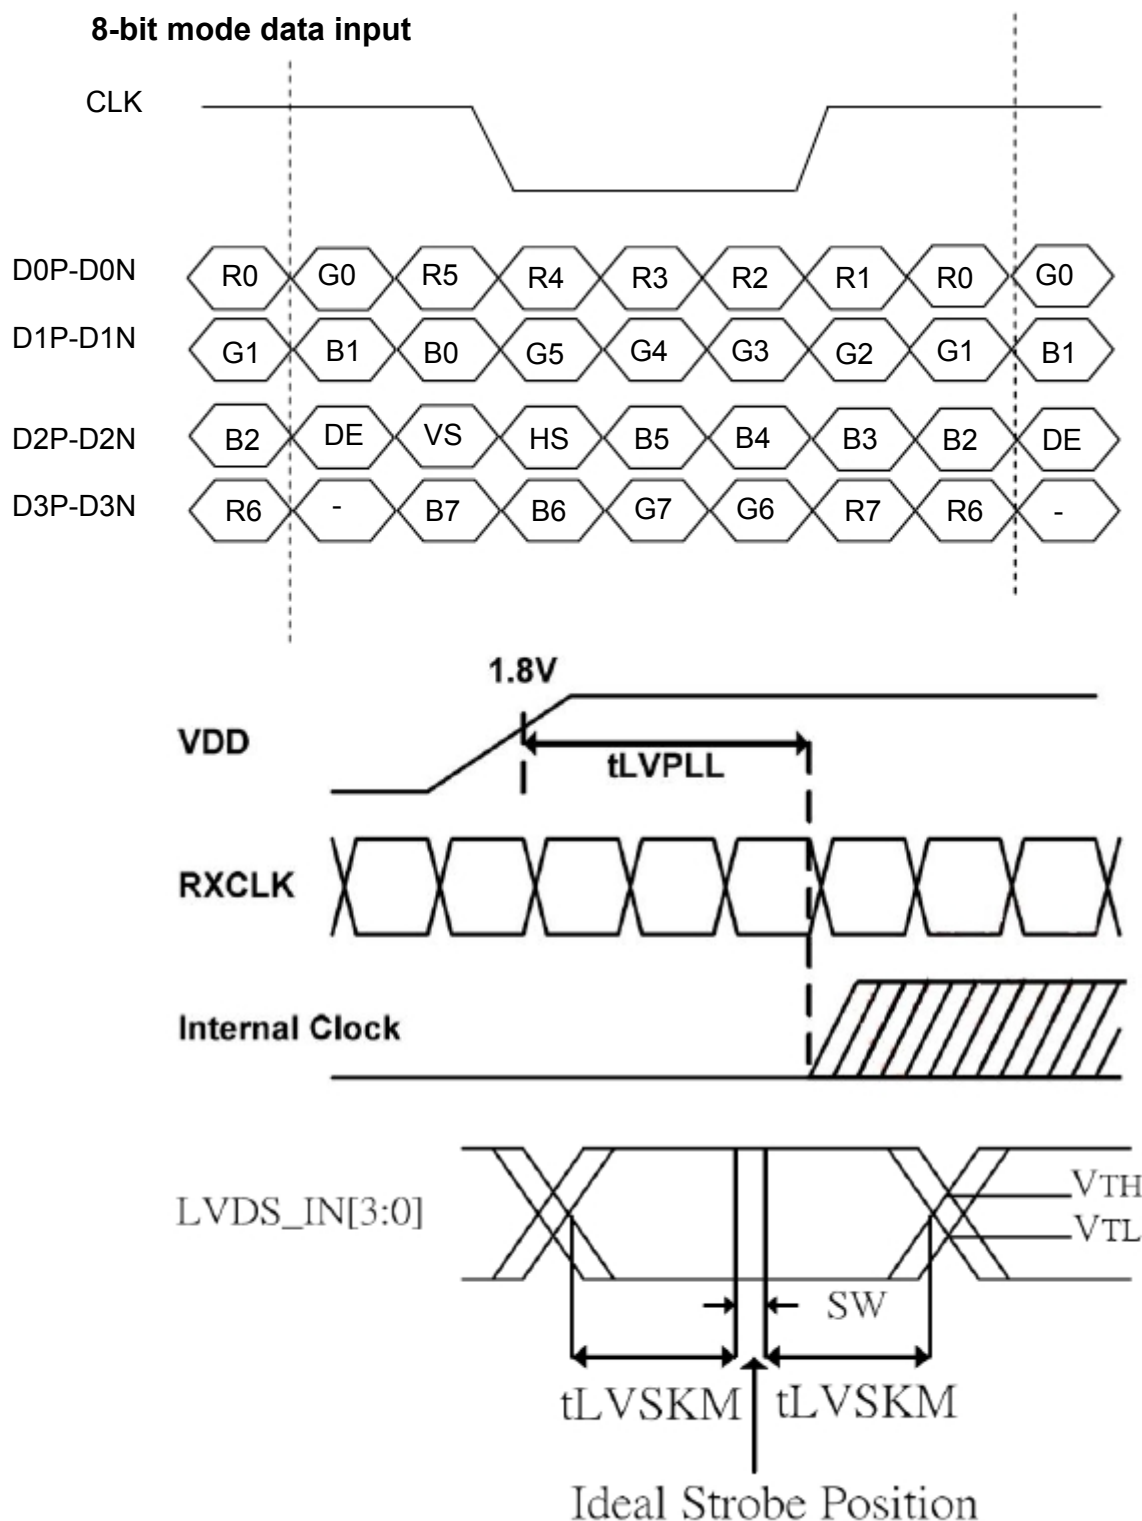 8-bit mode data input
CLK
D0P-D0N R0 G0 R5 R4 R3 R2 R1 R0 G0
D1P-D1N G1 B1 B0 G5 G4 G3 G2 G1 B1
D2P-D2N B2 DE VS HS B5 B4 B3 B2 DE
D3P-D3N R6 - B7 B6 G7 G6 R7 R6 -
1.8V
VDD
tLVPLL
RXCLK
Internal Clock
LVDS_IN[3:0]
VTH
VTL
SW
tLVSKM tLVSKM
Ideal Strobe Position